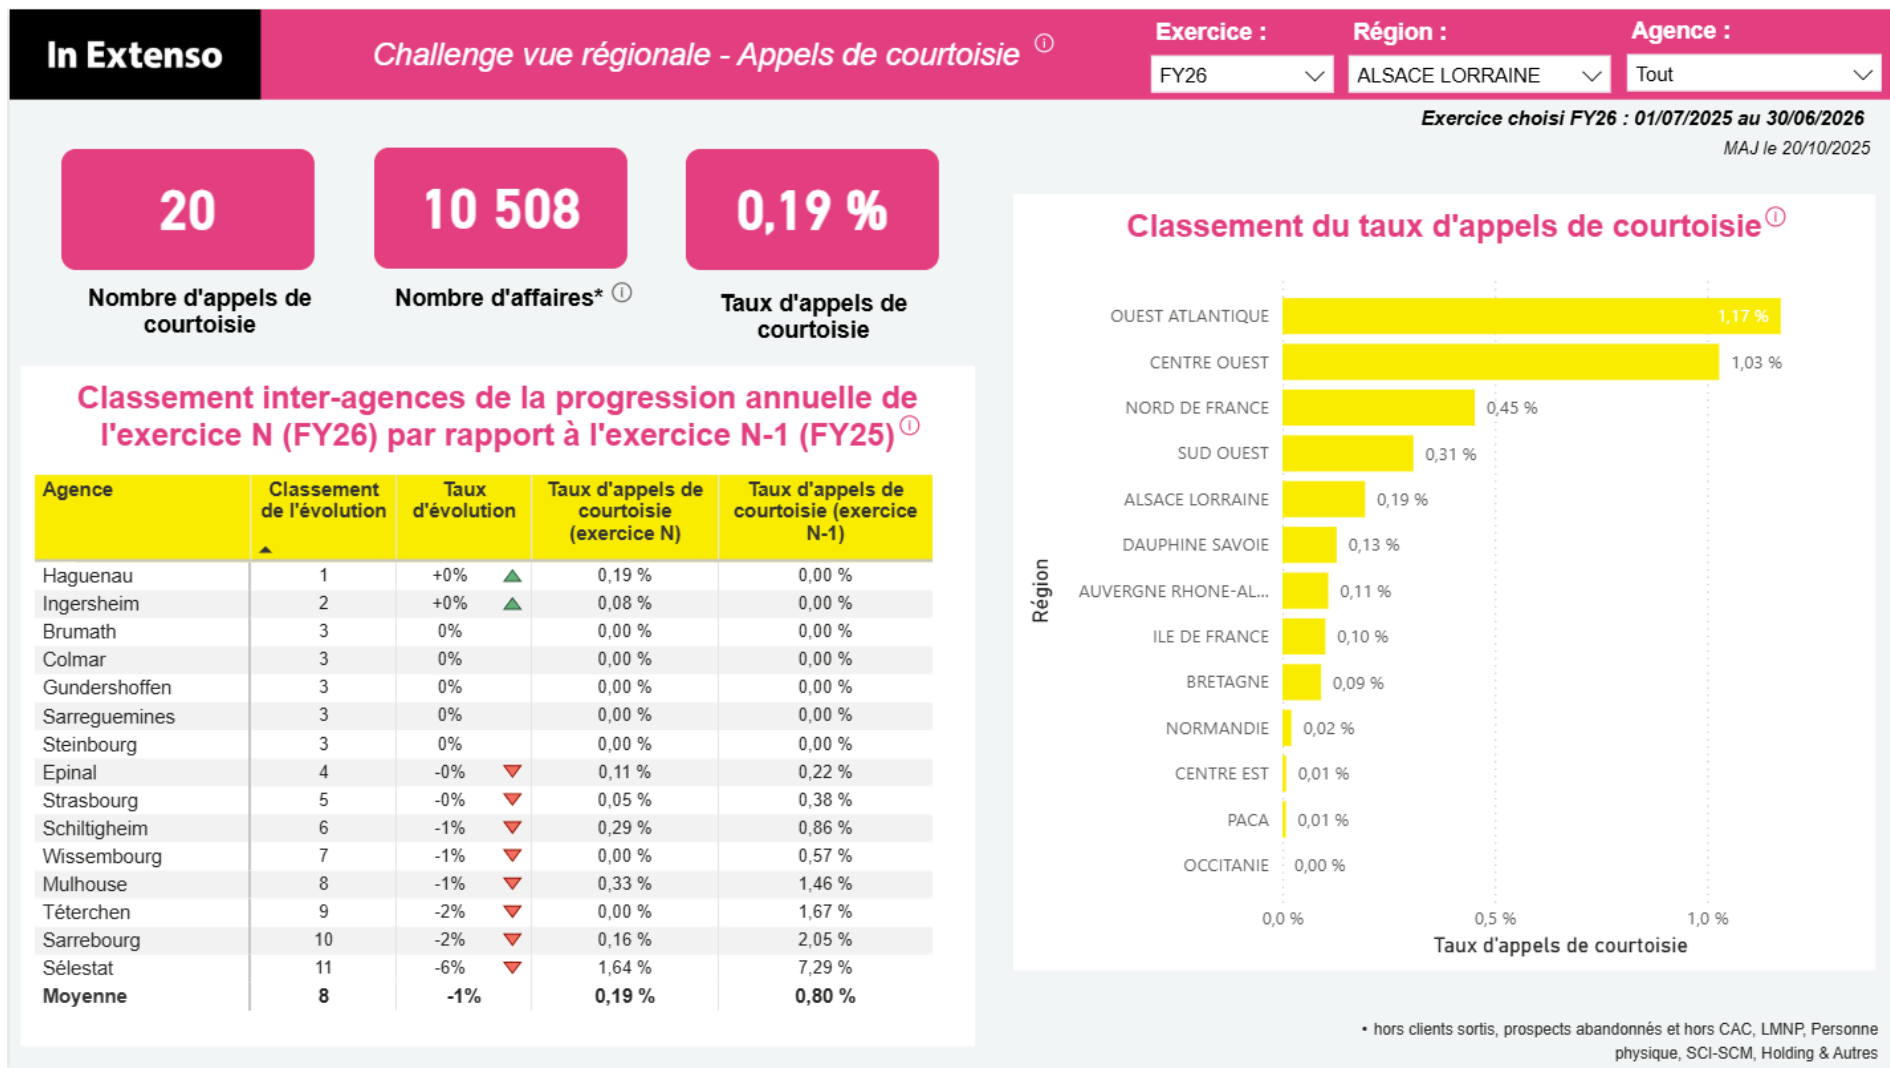 In Extenso
Challenge vue régionale - Appels de courtoisie
Exercice :
Région :
Agence :
FY26
ALSACE LORRAINE
Tout
Exercice choisi FY26 : 01/07/2025 au 30/06/2026
MAJ le 20/10/2025
20
10 508
0,19 %
Nombre d'appels de
courtoisie
Nombre d'affaires*
Taux d'appels de
courtoisie
Classement inter-agences de la progression annuelle de
l'exercice N (FY26) par rapport à l'exercice N-1 (FY25)
Agence
Classement
de l'évolution
Taux
d'évolution
Taux d'appels de
courtoisie
(exercice N)
Taux d'appels de
courtoisie (exercice
N-1)
Haguenau 1 +0% 0,19 % 0,00 %
Ingersheim 2 +0% 0,08 % 0,00 %
Brumath 3 0% 0,00 % 0,00 %
Colmar 3 0% 0,00 % 0,00 %
Gundershoffen 3 0% 0,00 % 0,00 %
Sarreguemines 3 0% 0,00 % 0,00 %
Steinbourg 3 0% 0,00 % 0,00 %
Epinal 4 -0% 0,11 % 0,22 %
Strasbourg 5 -0% 0,05 % 0,38 %
Schiltigheim 6 -1% 0,29 % 0,86 %
Wissembourg 7 -1% 0,00 % 0,57 %
Mulhouse 8 -1% 0,33 % 1,46 %
Téterchen 9 -2% 0,00 % 1,67 %
Sarrebourg 10 -2% 0,16 % 2,05 %
Sélestat 11 -6% 1,64 % 7,29 %
Moyenne 8 -1% 0,19 % 0,80 %
Classement du taux d'appels de courtoisie
Région
OUEST ATLANTIQUE 1,17 %
CENTRE OUEST 1,03 %
NORD DE FRANCE 0,45 %
SUD OUEST 0,31 %
ALSACE LORRAINE 0,19 %
DAUPHINE SAVOIE 0,13 %
AUVERGNE RHONE-AL... 0,11 %
ILE DE FRANCE 0,10 %
BRETAGNE 0,09 %
NORMANDIE 0,02 %
CENTRE EST 0,01 %
PACA 0,01 %
OCCITANIE 0,00 %
0,0 % 0,5 % 1,0 %
Taux d'appels de courtoisie
• hors clients sortis, prospects abandonnés et hors CAC, LMNP, Personne
physique, SCI-SCM, Holding & Autres